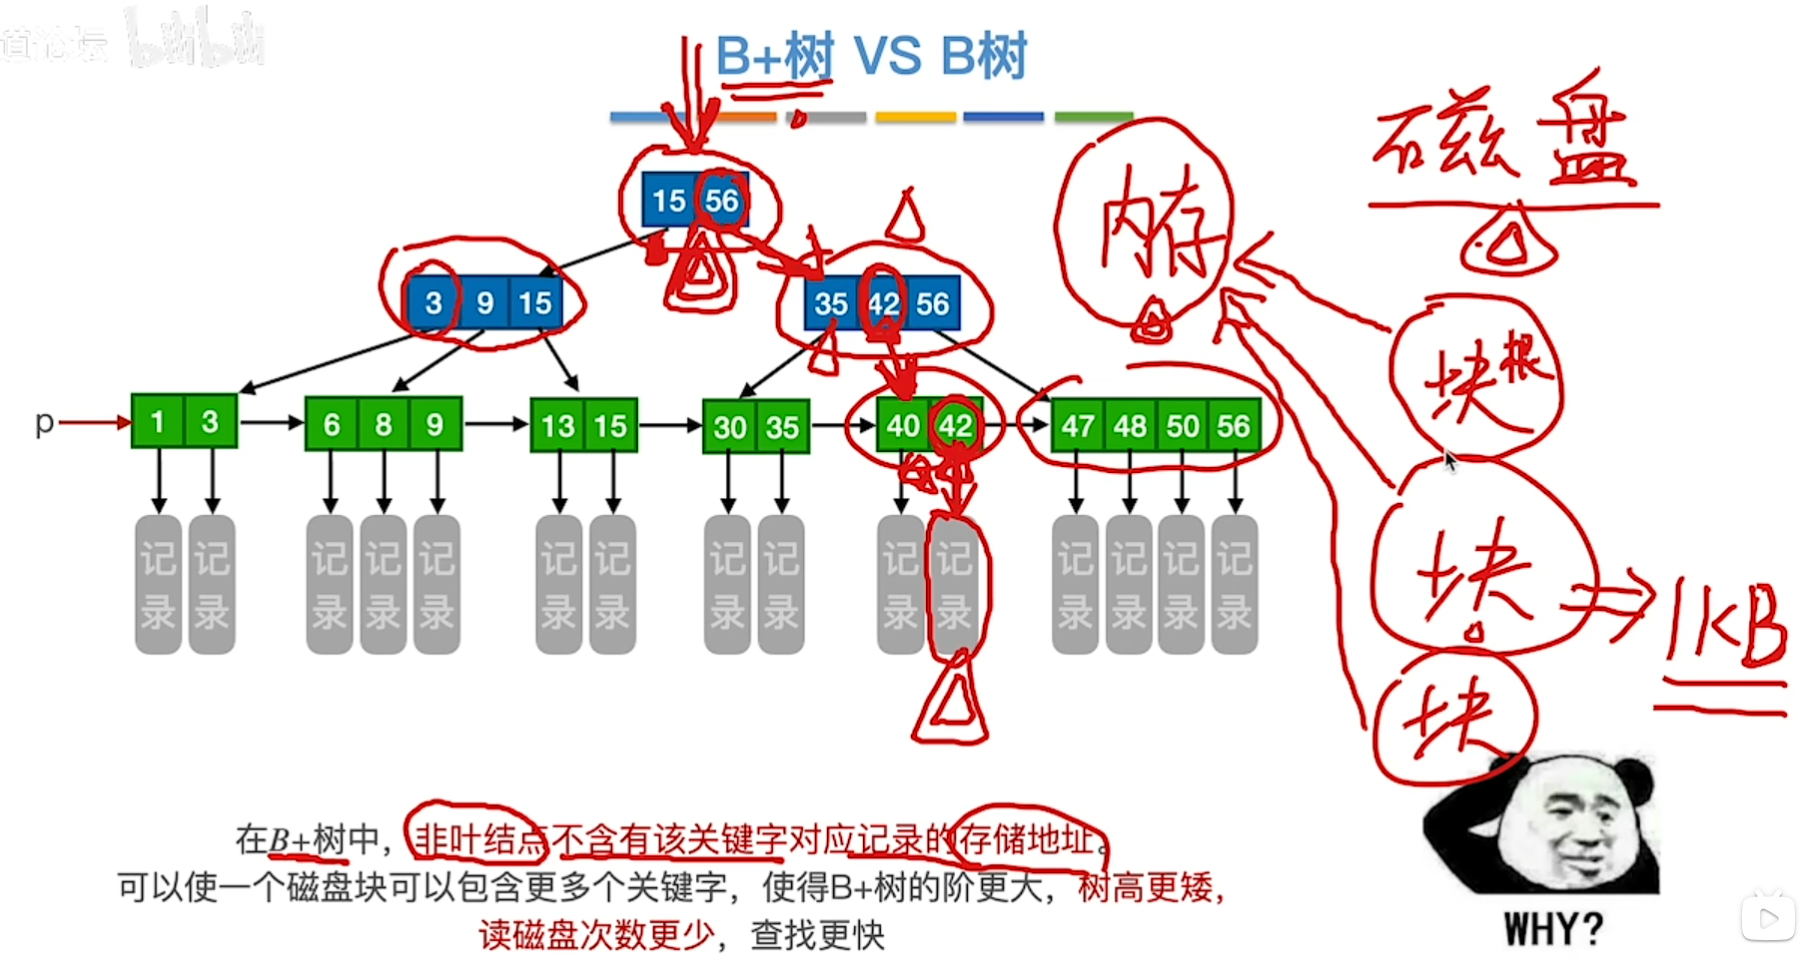 道论坛 bilibili
B+树 VS B树
磁盘
内存
15 56
3 9 15
35 42 56
块根
p
1 3
6 8 9
13 15
30 35
40 42
47 48 50 56
记录 记录 记录 记录 记录 记录 记录 记录 记录 记录 记录 记录 记录 记录 记录
块
1KB
块
在B+树中，非叶结点不含有该关键字对应记录的存储地址。
可以使一个磁盘块可以包含更多个关键字，使得B+树的阶更大，树高更矮，
读磁盘次数更少，查找更快
WHY?